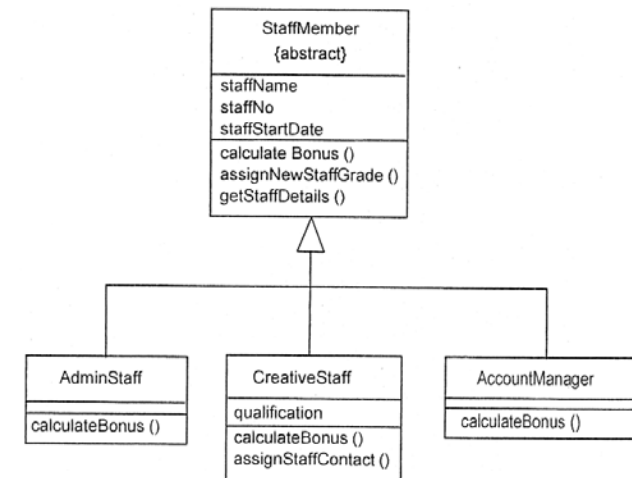 StaffMember
{abstract}
staffName
staffNo
staffStartDate
calculate Bonus ()
assignNewStaffGrade ()
getStaffDetails ()
AdminStaff
calculateBonus ()
CreativeStaff
qualification
calculateBonus ()
assignStaffContact ()
AccountManager
calculateBonus ()